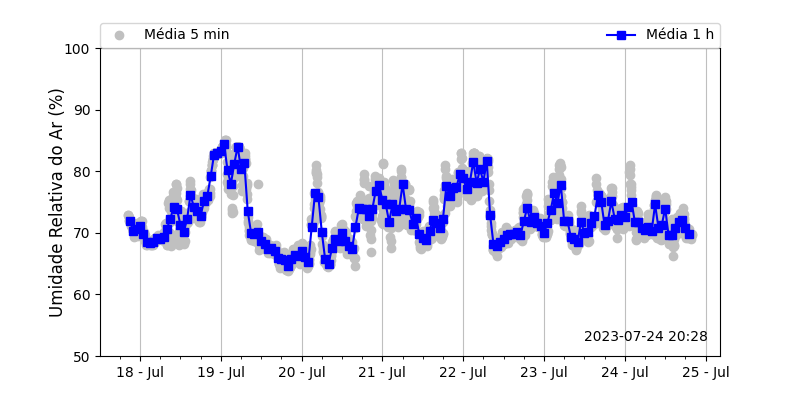 Média 5 min
Média 1 h
Umidade Relativa do Ar (%)
100
90
80
70
60
50
2023-07-24 20:28
18 - Jul
19 - Jul
20 - Jul
21 - Jul
22 - Jul
23 - Jul
24 - Jul
25 - Jul